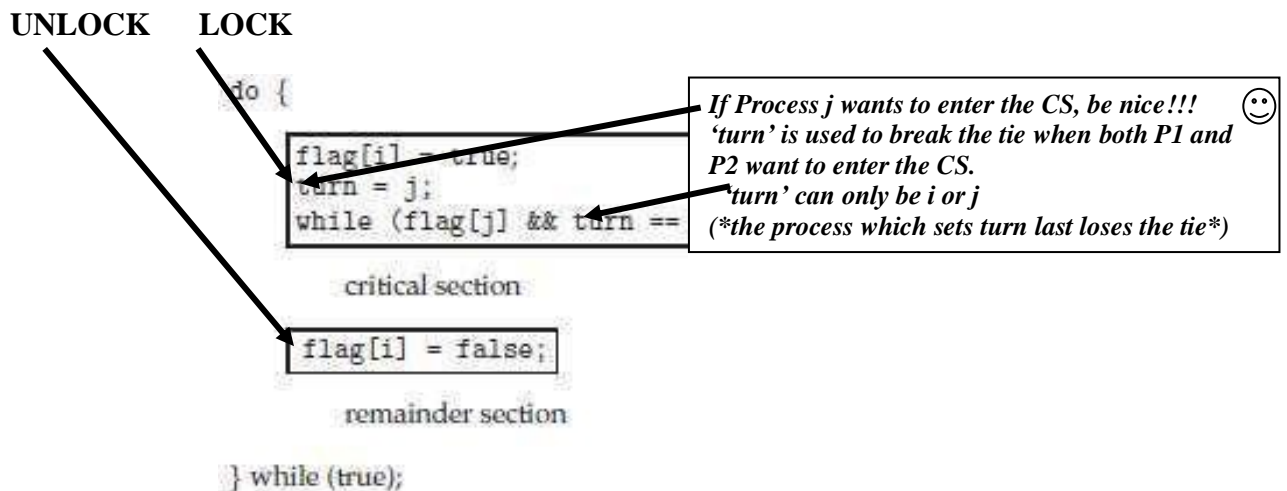 UNLOCK LOCK
do {
flag[i] = true;
turn = j;
while (flag[j] && turn ==
If Process j wants to enter the CS, be nice!!!
‘turn’ is used to break the tie when both P1 and
P2 want to enter the CS.
‘turn’ can only be i or j
(*the process which sets turn last loses the tie*)
critical section
flag[i] = false;
remainder section
} while (true);